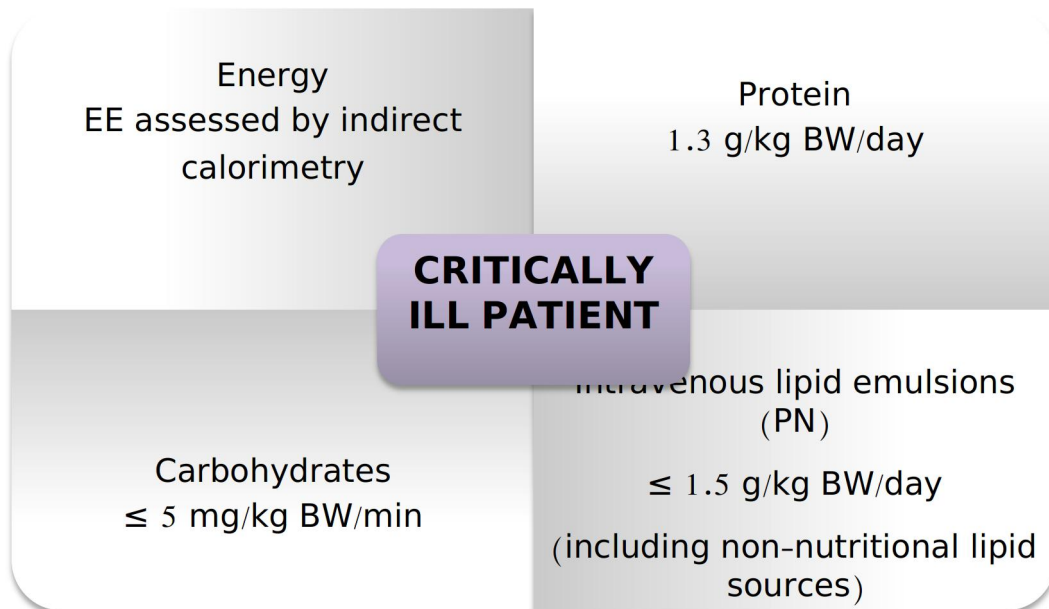 Energy
EE assessed by indirect
calorimetry
Protein
1.3 g/kg BW/day
CRITICALLY
ILL PATIENT
Carbohydrates
≤ 5 mg/kg BW/min
Intravenous lipid emulsions
(PN)
≤ 1.5 g/kg BW/day
(including non-nutritional lipid
sources)